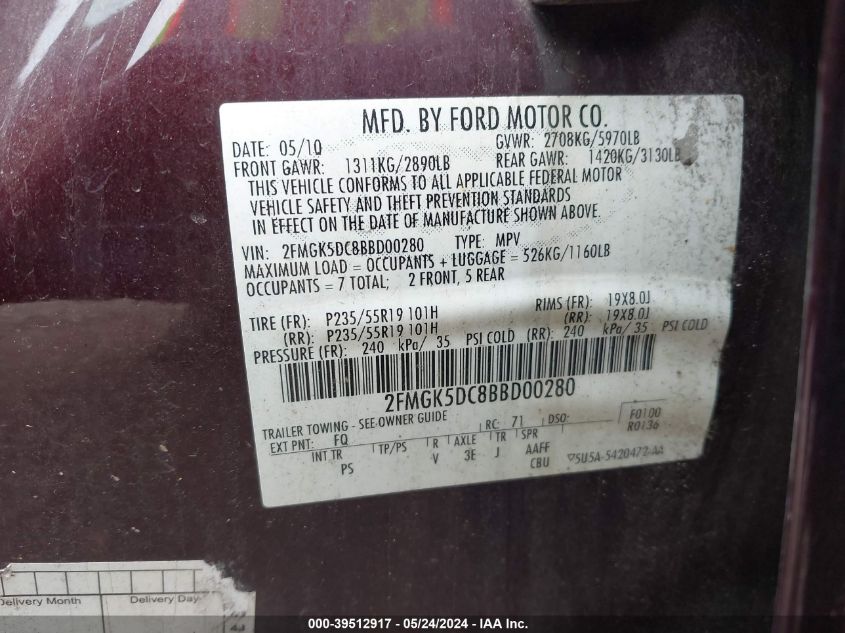 MFD. BY FORD MOTOR CO.
DATE: 05/10 GVWR: 2708KG/5970LB
FRONT GAWR: 1311KG/2890LB REAR GAWR: 1420KG/3130LB
THIS VEHICLE CONFORMS TO ALL APPLICABLE FEDERAL MOTOR
VEHICLE SAFETY AND THEFT PREVENTION STANDARDS
IN EFFECT ON THE DATE OF MANUFACTURE SHOWN ABOVE.
VIN: 2FMGK5DC8BBD00280 TYPE: MPV
MAXIMUM LOAD = OCCUPANTS + LUGGAGE = 526KG/1160LB
OCCUPANTS = 7 TOTAL; 2 FRONT, 5 REAR
TIRE (FR): P235/55R19 101H RIMS (FR): 19X8.0J
(RR): P235/55R19 101H (RR): 19X8.0J
PRESSURE (FR): 240 kPa/ 35 PSI COLD (RR): 240 kPa/ 35 PSI COLD
2FMGK5DC8BBD00280
TRAILER TOWING - SEE OWNER GUIDE RC: 71 DSO: F0100
EXT PNT: FQ R0136
INT TR TP/PS R AXLE TR SPR
PS V 3E J AAFF
CBU 5U5A-5420472-AA
Delivery Month Delivery Day
000-39512917 - 05/24/2024 - IAA Inc.